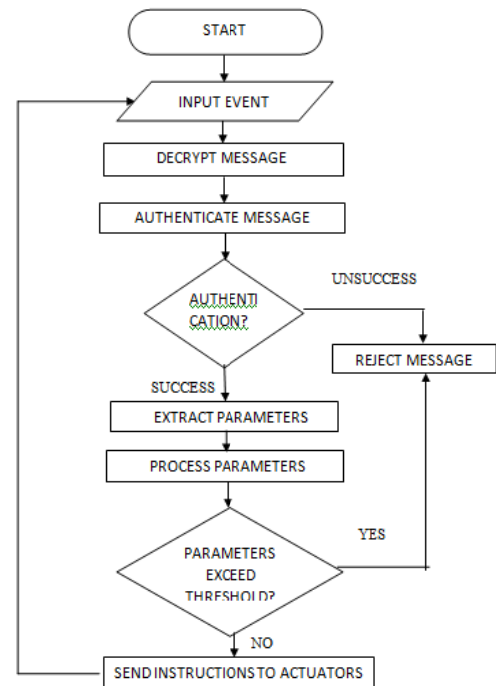 START
INPUT EVENT
DECRYPT MESSAGE
AUTHENTICATE MESSAGE
UNSUCCESS
AUTHENTI
CATION?
REJECT MESSAGE
SUCCESS
EXTRACT PARAMETERS
PROCESS PARAMETERS
YES
PARAMETERS
EXCEED
THRESHOLD?
NO
SEND INSTRUCTIONS TO ACTUATORS